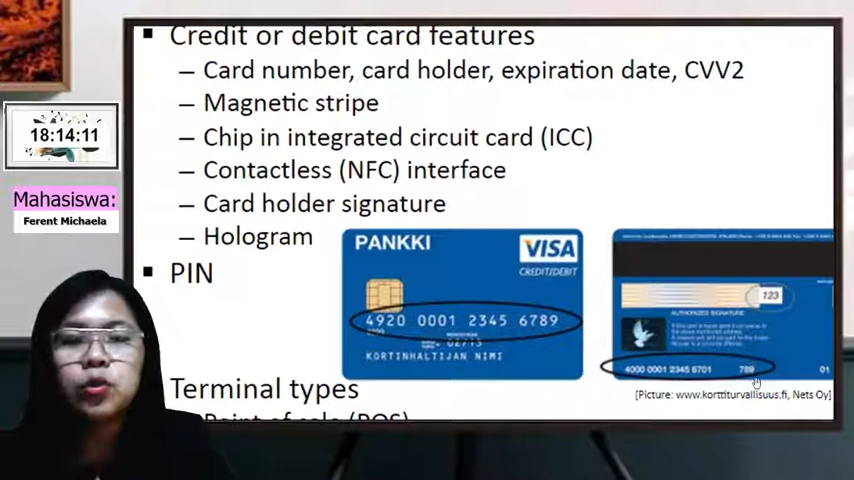 Credit or debit card features
– Card number, card holder, expiration date, CVV2
– Magnetic stripe
– Chip in integrated circuit card (ICC)
– Contactless (NFC) interface
– Card holder signature
– Hologram
PIN
Terminal types
Point of sale (POS)
18:14:11
Mahasiswa:
Ferent Michaela
PANKKI
VISA
CREDIT/DEBIT
4920 0001 2345 6789
02/13
KORTINHALTIJAN NIMI
123
AUTHORIZED SIGNATURE
4000 0001 2345 6701 789 01
[Picture: www.korttiturvallisuus.fi, Nets Oy]